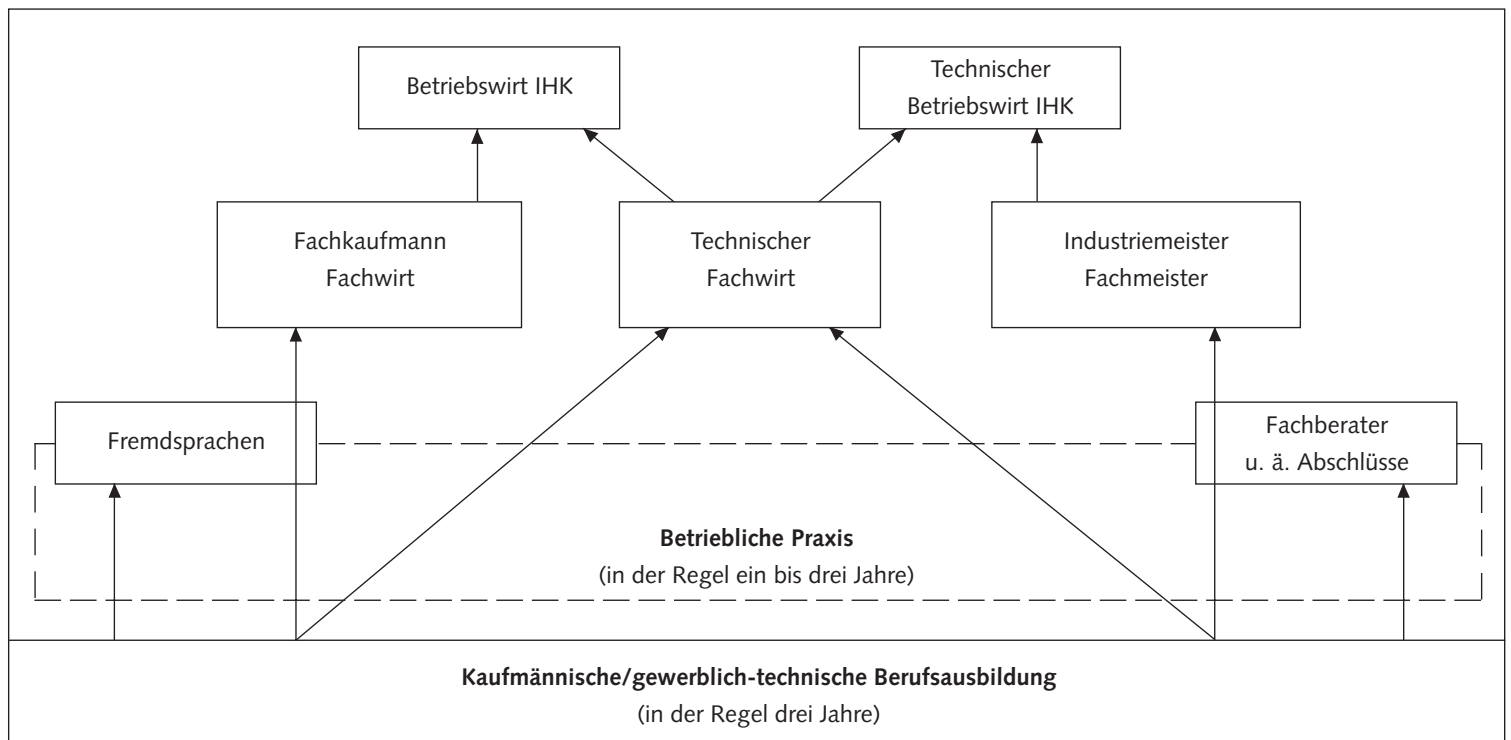 Betriebswirt IHK
Technischer
Betriebswirt IHK
Fachkaufmann
Fachwirt
Technischer
Fachwirt
Industriemeister
Fachmeister
Fremdsprachen
Fachberater
u. ä. Abschlüsse
Betriebliche Praxis
(in der Regel ein bis drei Jahre)
Kaufmännische/gewerblich-technische Berufsausbildung
(in der Regel drei Jahre)